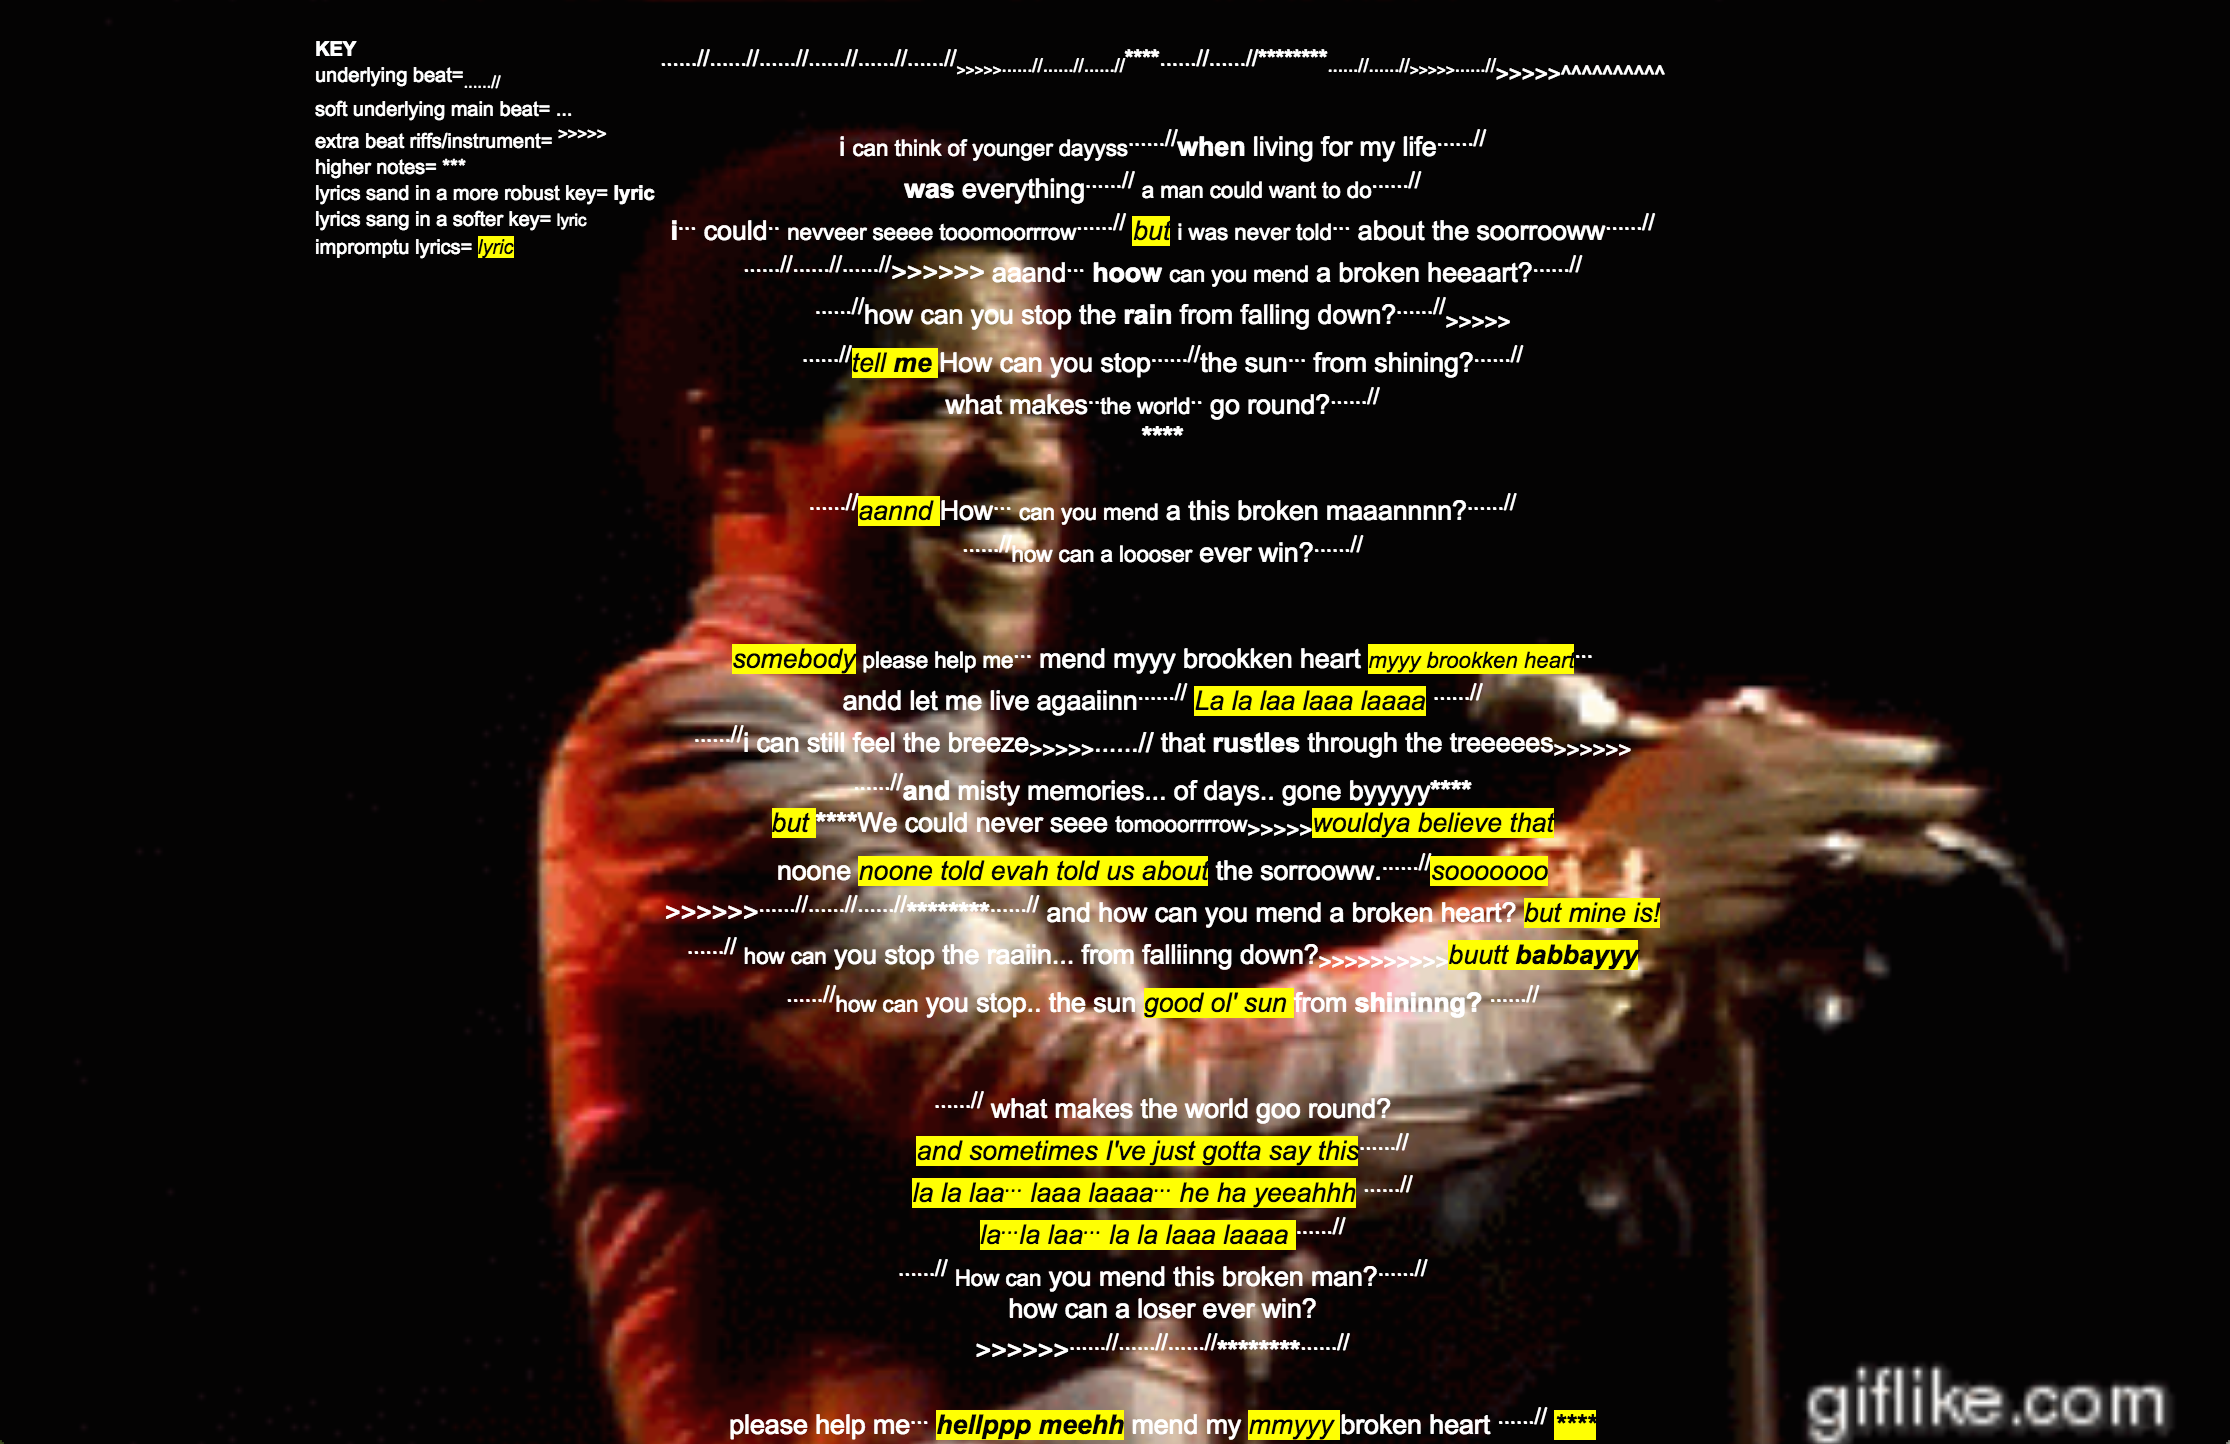 KEY
underlying beat= ......//
soft underlying main beat= ...
extra beat riffs/instrument= >>>>>
higher notes= ***
lyrics sand in a more robust key= lyric
lyrics sang in a softer key= lyric
impromptu lyrics= lyric
......//......//......//......//......//......//>>>>>......//......//......//****......//......//********......//......//>>>>>......//>>>>>^^^^^^^^^^
i can think of younger dayyss......//when living for my life......//
was everything......// a man could want to do......//
i... could.. nevveer seeee tooomoorrrow......// but i was never told... about the soorrooww......//
......//......//......//>>>>>> aaand... hoow can you mend a broken heeaart?......//
......//how can you stop the rain from falling down?......//>>>>>
......//tell me How can you stop......//the sun... from shining?......//
what makes..the world.. go round?......//
****
......//aannd How... can you mend a this broken maaannnn?......//
......//how can a loooser ever win?......//
somebody please help me... mend myyy brookken heart myyy brookken heart...
andd let me live agaaiinn......// La la laa laaa laaaa ......//
......//i can still feel the breeze>>>>>......// that rustles through the treeeees>>>>>>
......//and misty memories... of days.. gone byyyyy****
but ****We could never seee tomooorrrrow>>>>>wouldya believe that
noone noone told evah told us about the sorrooww.......//sooooooo
>>>>>>......//......//......//********......// and how can you mend a broken heart? but mine is!
......// how can you stop the raaiin... from falliinng down?>>>>>>>>>>buutt babbayyy
......//how can you stop.. the sun good ol' sun from shininng? ......//
......// what makes the world goo round?
and sometimes I've just gotta say this......//
la la laa... laaa laaaa... he ha yeeahhh ......//
la...la laa... la la laaa laaaa ......//
......// How can you mend this broken man?......//
how can a loser ever win?
>>>>>>......//......//......//********......//
please help me... hellppp meehh mend my mmyyy broken heart ......// ****
giflike.com